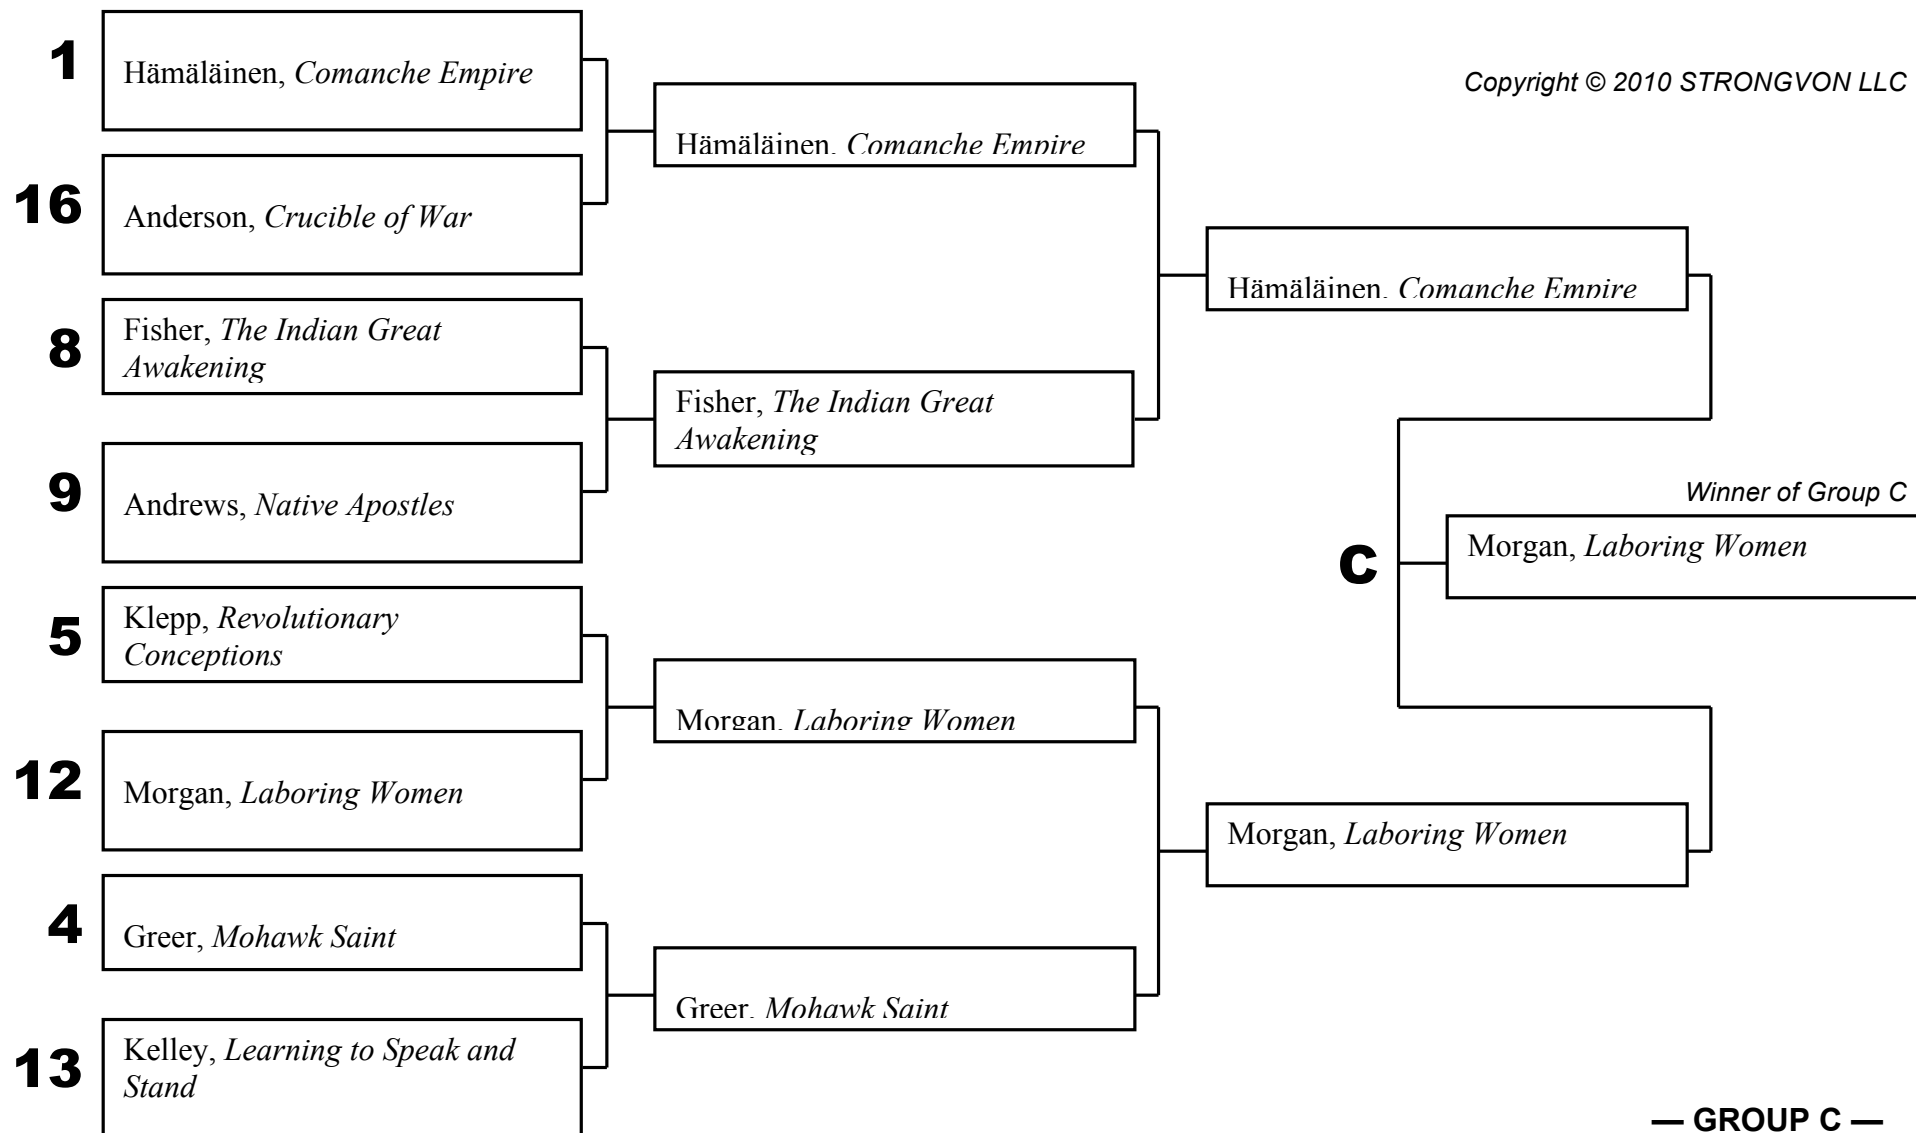 1
Hämäläinen, Comanche Empire
16
Anderson, Crucible of War
8
Fisher, The Indian Great
Awakening
9
Andrews, Native Apostles
5
Klepp, Revolutionary
Conceptions
12
Morgan, Laboring Women
4
Greer, Mohawk Saint
13
Kelley, Learning to Speak and
Stand
Hämäläinen, Comanche Empire
Fisher, The Indian Great
Awakening
Morgan, Laboring Women
Greer, Mohawk Saint
Hämäläinen, Comanche Empire
Morgan, Laboring Women
Copyright © 2010 STRONGVON LLC
Winner of Group C
C
Morgan, Laboring Women
— GROUP C —